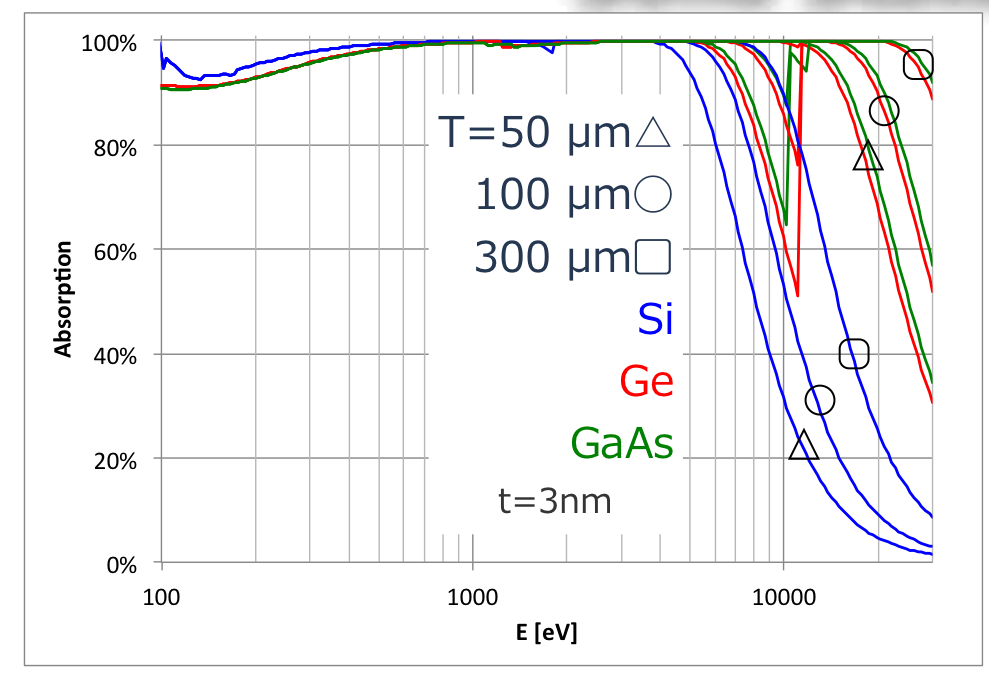 100%
80%
60%
40%
20%
0%
Absorption
T=50 µm
100 µm
300 µm
Si
Ge
GaAs
t=3nm
100
1000
10000
E [eV]